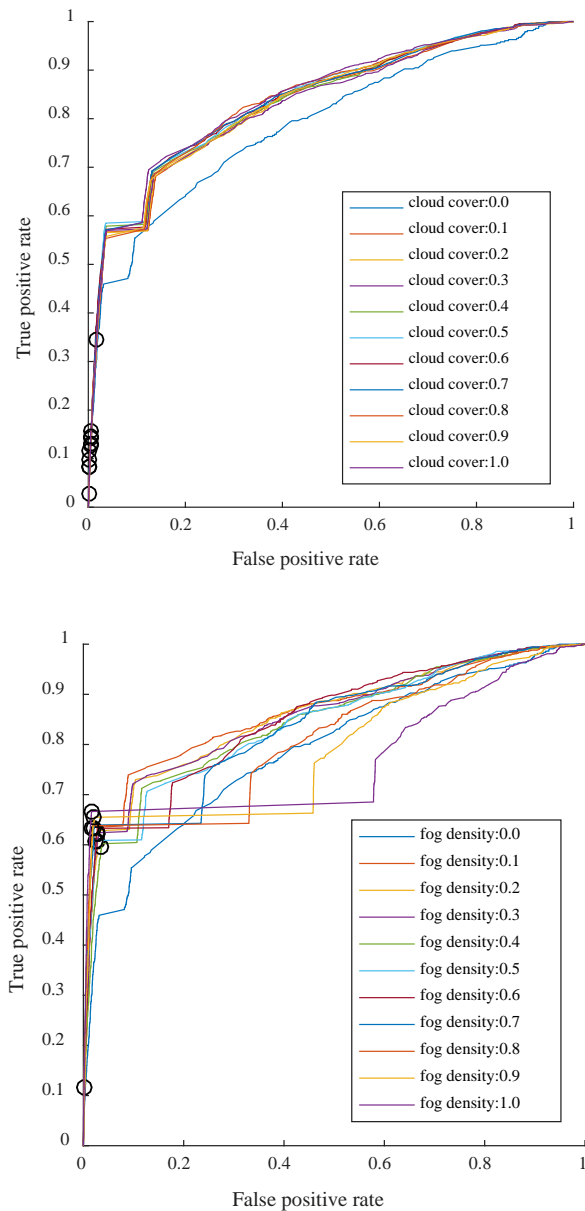 1
0.9
0.8
0.7
0.6
0.5
0.4
0.3
0.2
0.1
0
True positive rate
cloud cover:0.0
cloud cover:0.1
cloud cover:0.2
cloud cover:0.3
cloud cover:0.4
cloud cover:0.5
cloud cover:0.6
cloud cover:0.7
cloud cover:0.8
cloud cover:0.9
cloud cover:1.0
0 0.2 0.4 0.6 0.8 1
False positive rate
1
0.9
0.8
0.7
0.6
0.5
0.4
0.3
0.2
0.1
0
True positive rate
fog density:0.0
fog density:0.1
fog density:0.2
fog density:0.3
fog density:0.4
fog density:0.5
fog density:0.6
fog density:0.7
fog density:0.8
fog density:0.9
fog density:1.0
0 0.2 0.4 0.6 0.8 1
False positive rate